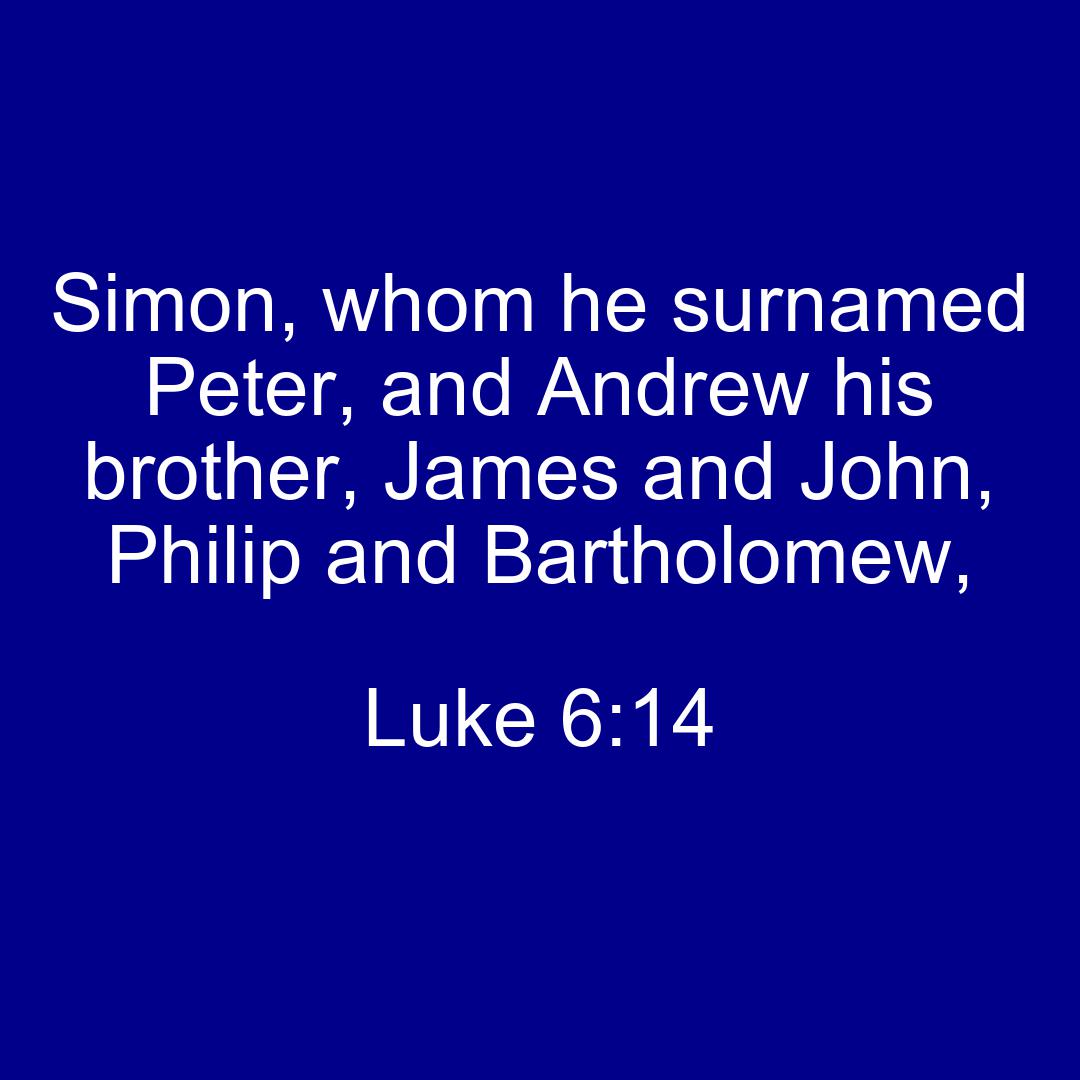 Simon, whom he surnamed
Peter, and Andrew his
brother, James and John,
Philip and Bartholomew,
Luke 6:14